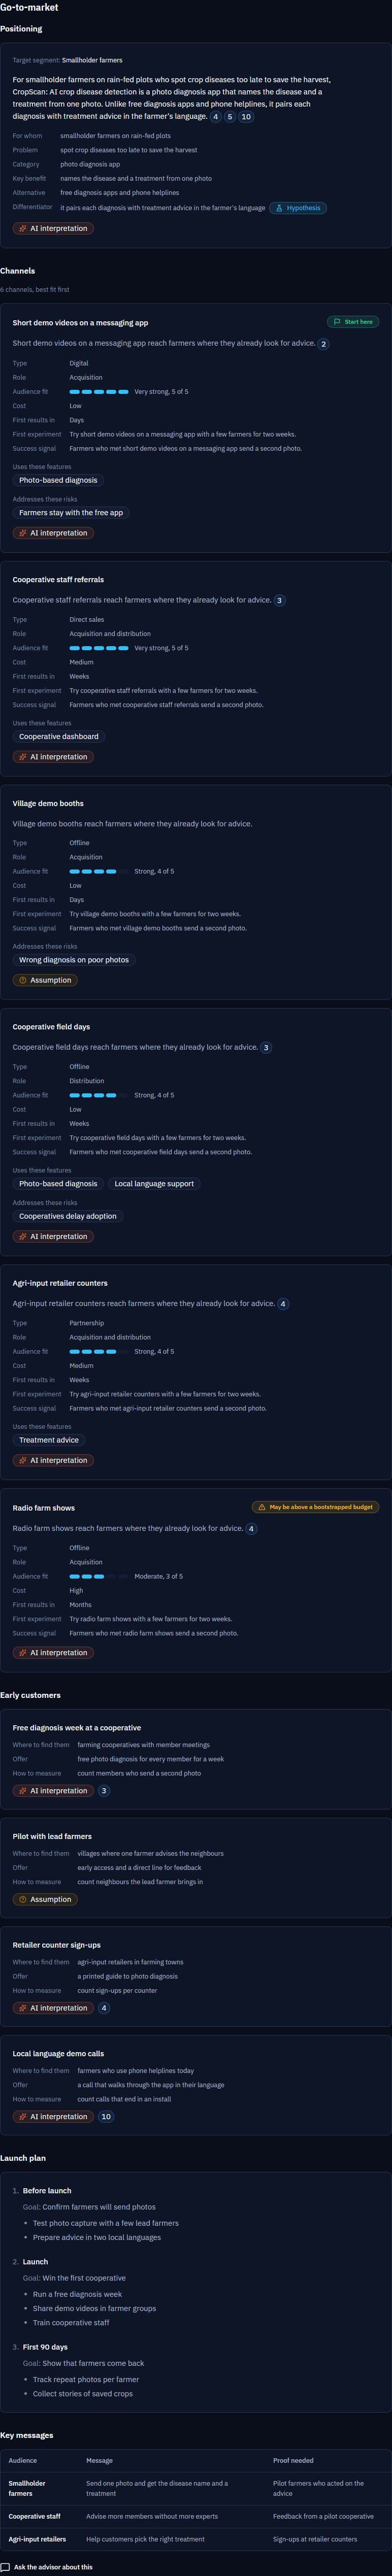 Go-to-market
Positioning
Target segment: Smallholder farmers
For smallholder farmers on rain-fed plots who spot crop diseases too late to save the harvest,
CropScan: AI crop disease detection is a photo diagnosis app that names the disease and a
treatment from one photo. Unlike free diagnosis apps and phone helplines, it pairs each
diagnosis with treatment advice in the farmer's language. 4 5 10
For whom smallholder farmers on rain-fed plots
Problem spot crop diseases too late to save the harvest
Category photo diagnosis app
Key benefit names the disease and a treatment from one photo
Alternative free diagnosis apps and phone helplines
Differentiator it pairs each diagnosis with treatment advice in the farmer's language Hypothesis
AI interpretation
Channels
6 channels, best fit first
Short demo videos on a messaging app Start here
Short demo videos on a messaging app reach farmers where they already look for advice. 2
Type Digital
Role Acquisition
Audience fit Very strong, 5 of 5
Cost Low
First results in Days
First experiment Try short demo videos on a messaging app with a few farmers for two weeks.
Success signal Farmers who met short demo videos on a messaging app send a second photo.
Uses these features
Photo-based diagnosis
Addresses these risks
Farmers stay with the free app
AI interpretation
Cooperative staff referrals
Cooperative staff referrals reach farmers where they already look for advice. 3
Type Direct sales
Role Acquisition and distribution
Audience fit Very strong, 5 of 5
Cost Medium
First results in Weeks
First experiment Try cooperative staff referrals with a few farmers for two weeks.
Success signal Farmers who met cooperative staff referrals send a second photo.
Uses these features
Cooperative dashboard
AI interpretation
Village demo booths
Village demo booths reach farmers where they already look for advice.
Type Offline
Role Acquisition
Audience fit Strong, 4 of 5
Cost Low
First results in Days
First experiment Try village demo booths with a few farmers for two weeks.
Success signal Farmers who met village demo booths send a second photo.
Addresses these risks
Wrong diagnosis on poor photos
Assumption
Cooperative field days
Cooperative field days reach farmers where they already look for advice. 3
Type Offline
Role Distribution
Audience fit Strong, 4 of 5
Cost Low
First results in Weeks
First experiment Try cooperative field days with a few farmers for two weeks.
Success signal Farmers who met cooperative field days send a second photo.
Uses these features
Photo-based diagnosis Local language support
Addresses these risks
Cooperatives delay adoption
AI interpretation
Agri-input retailer counters
Agri-input retailer counters reach farmers where they already look for advice. 4
Type Partnership
Role Acquisition and distribution
Audience fit Strong, 4 of 5
Cost Medium
First results in Weeks
First experiment Try agri-input retailer counters with a few farmers for two weeks.
Success signal Farmers who met agri-input retailer counters send a second photo.
Uses these features
Treatment advice
AI interpretation
Radio farm shows May be above a bootstrapped budget
Radio farm shows reach farmers where they already look for advice. 4
Type Offline
Role Acquisition
Audience fit Moderate, 3 of 5
Cost High
First results in Months
First experiment Try radio farm shows with a few farmers for two weeks.
Success signal Farmers who met radio farm shows send a second photo.
AI interpretation
Early customers
Free diagnosis week at a cooperative
Where to find them farming cooperatives with member meetings
Offer free photo diagnosis for every member for a week
How to measure count members who send a second photo
AI interpretation 3
Pilot with lead farmers
Where to find them villages where one farmer advises the neighbours
Offer early access and a direct line for feedback
How to measure count neighbours the lead farmer brings in
Assumption
Retailer counter sign-ups
Where to find them agri-input retailers in farming towns
Offer a printed guide to photo diagnosis
How to measure count sign-ups per counter
AI interpretation 4
Local language demo calls
Where to find them farmers who use phone helplines today
Offer a call that walks through the app in their language
How to measure count calls that end in an install
AI interpretation 10
Launch plan
1. Before launch
Goal: Confirm farmers will send photos
• Test photo capture with a few lead farmers
• Prepare advice in two local languages
2. Launch
Goal: Win the first cooperative
• Run a free diagnosis week
• Share demo videos in farmer groups
• Train cooperative staff
3. First 90 days
Goal: Show that farmers come back
• Track repeat photos per farmer
• Collect stories of saved crops
Key messages
Audience Message Proof needed
Smallholder farmers Send one photo and get the disease name and a treatment Pilot farmers who acted on the advice
Cooperative staff Advise more members without more experts Feedback from a pilot cooperative
Agri-input retailers Help customers pick the right treatment Sign-ups at retailer counters
Ask the advisor about this